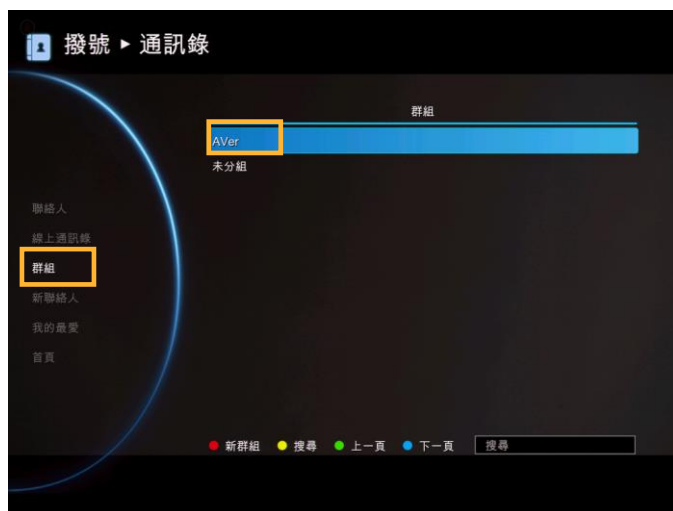 撥號 ▸ 通訊錄
群組
AVer
未分組
聯絡人
線上通訊錄
群組
新聯絡人
我的最愛
首頁
新群組 搜尋 上一頁 下一頁 搜尋